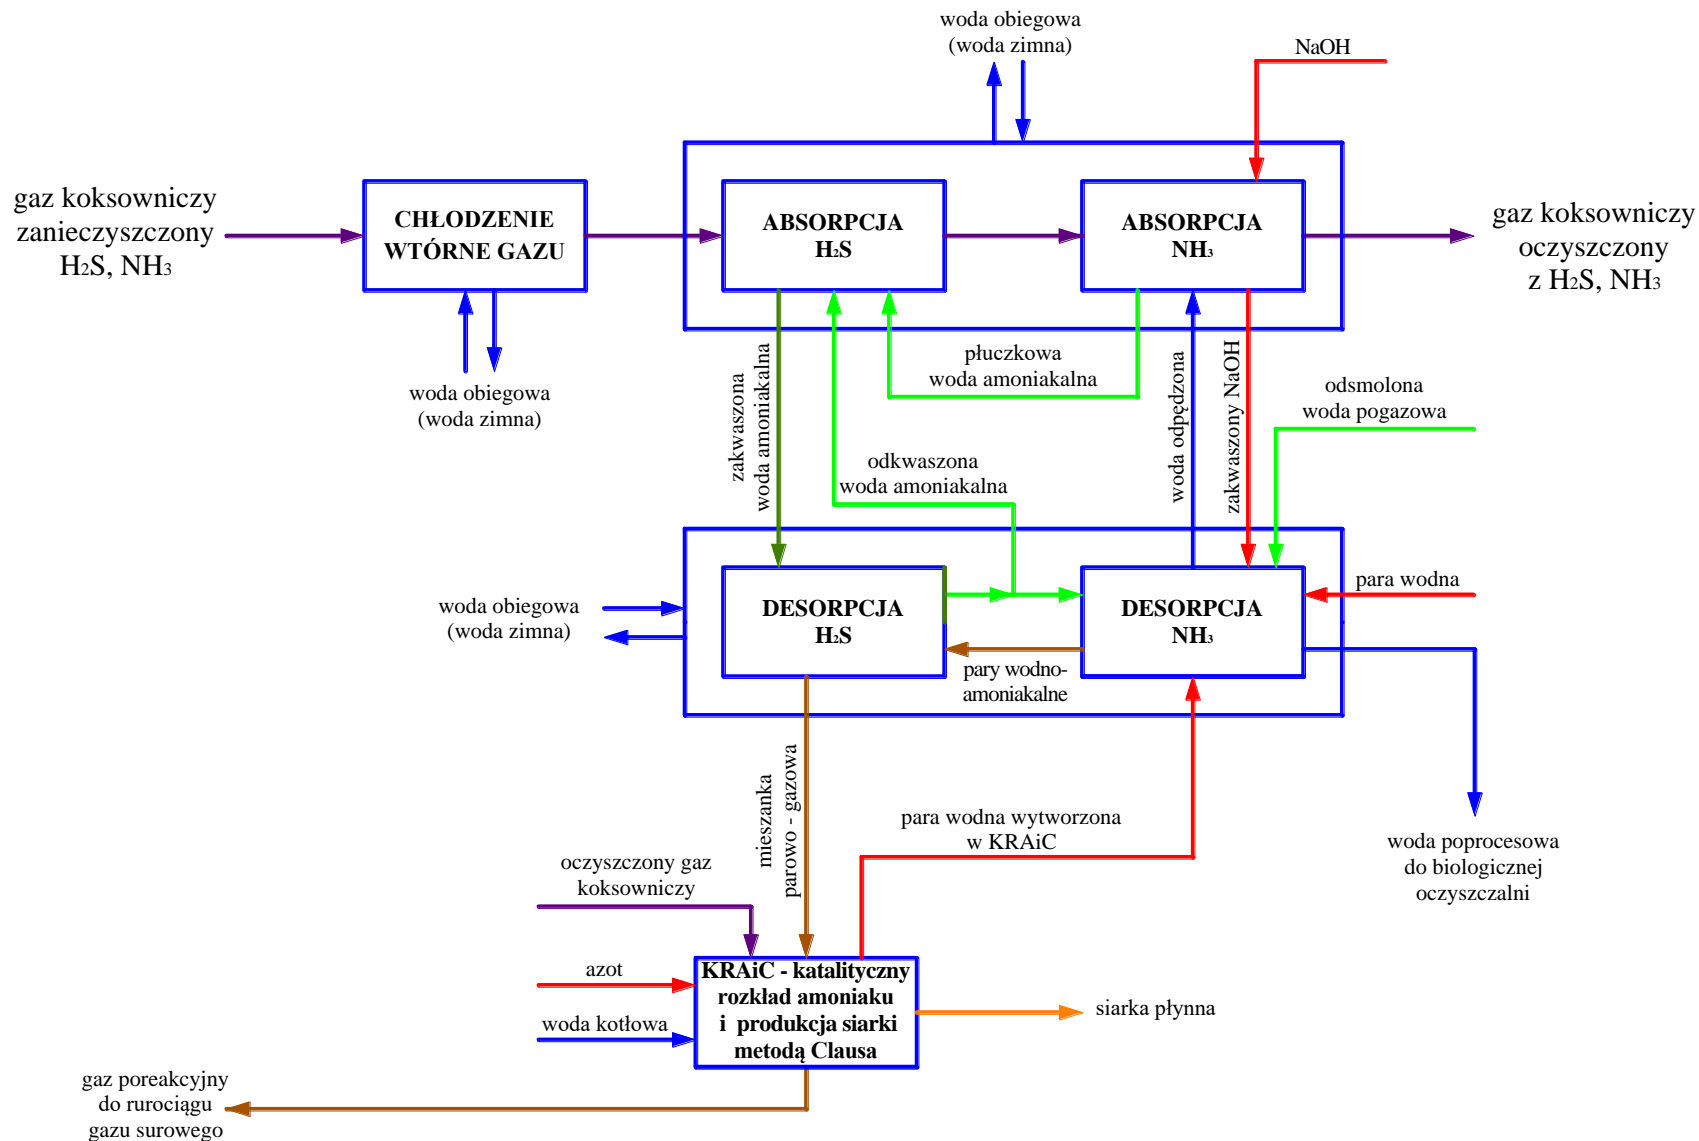 woda obiegowa
(woda zimna)
NaOH
gaz koksowniczy
zanieczyszczony
H₂S, NH₃
CHŁODZENIE
WTÓRNE GAZU
ABSORPCJA
H₂S
ABSORPCJA
NH₃
gaz koksowniczy
oczyszczony
z H₂S, NH₃
woda obiegowa
(woda zimna)
zakwaszona
woda amoniakalna
płuczkowa
woda amoniakalna
woda odpędzona
zakwaszony NaOH
odsmolona
woda pogazowa
odkwaszona
woda amoniakalna
woda obiegowa
(woda zimna)
DESORPCJA
H₂S
DESORPCJA
NH₃
para wodna
pary wodno-
amoniakalne
mieszanka
parowo - gazowa
para wodna wytworzona
w KRAiC
woda poprocesowa
do biologicznej
oczyszczalni
oczyszczony gaz
koksowniczy
azot
woda kotłowa
KRAiC - katalityczny
rozkład amoniaku
i produkcja siarki
metodą Clausa
siarka płynna
gaz poreakcyjny
do rurociągu
gazu surowego